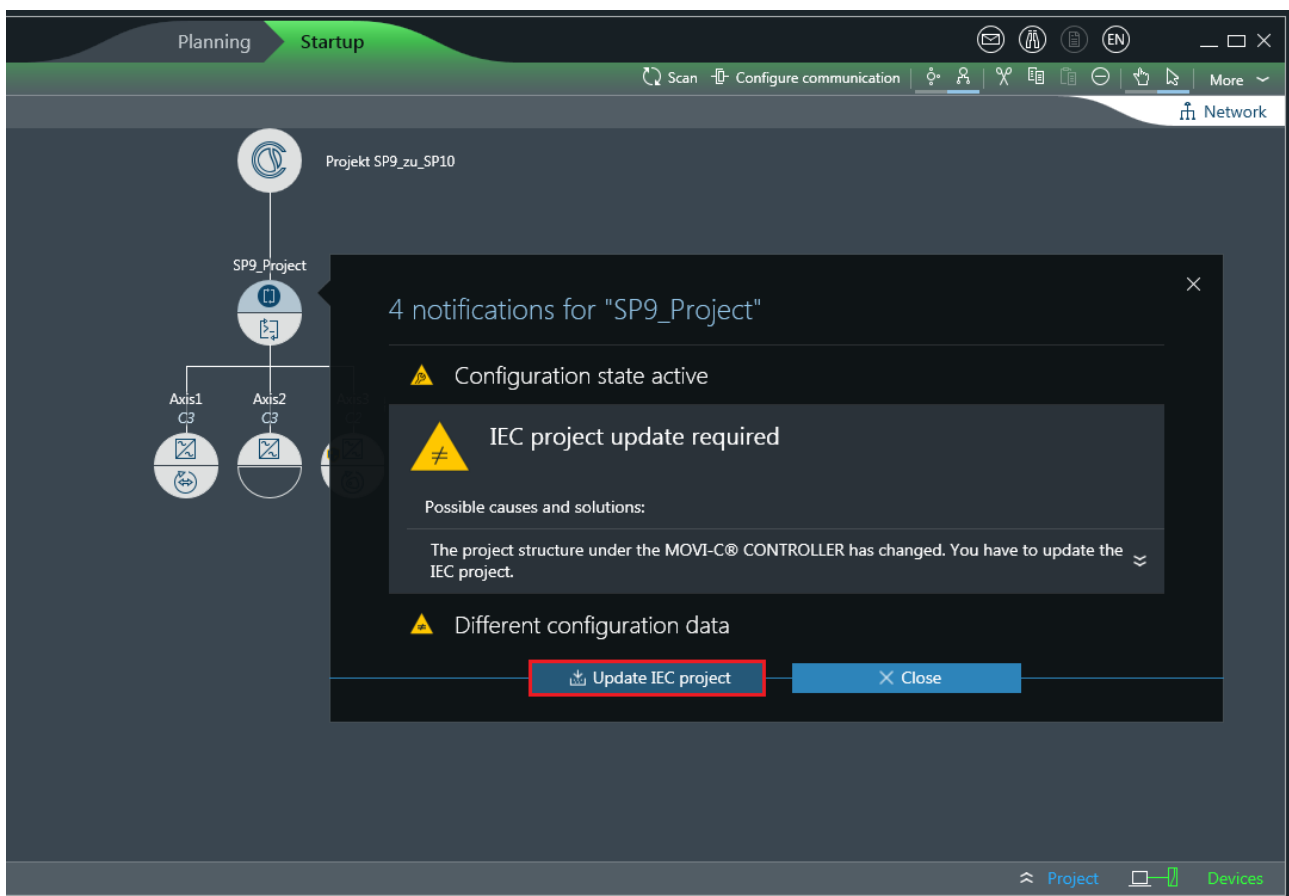 Planning
Startup
EN
Scan
Configure communication
More
Network
Projekt SP9_zu_SP10
SP9_Project
4 notifications for "SP9_Project"
Configuration state active
Axis1
Axis2
Axis3
C3
C3
IEC project update required
Possible causes and solutions:
The project structure under the MOVI-C® CONTROLLER has changed. You have to update the
IEC project.
Different configuration data
Update IEC project
Close
Project
Devices